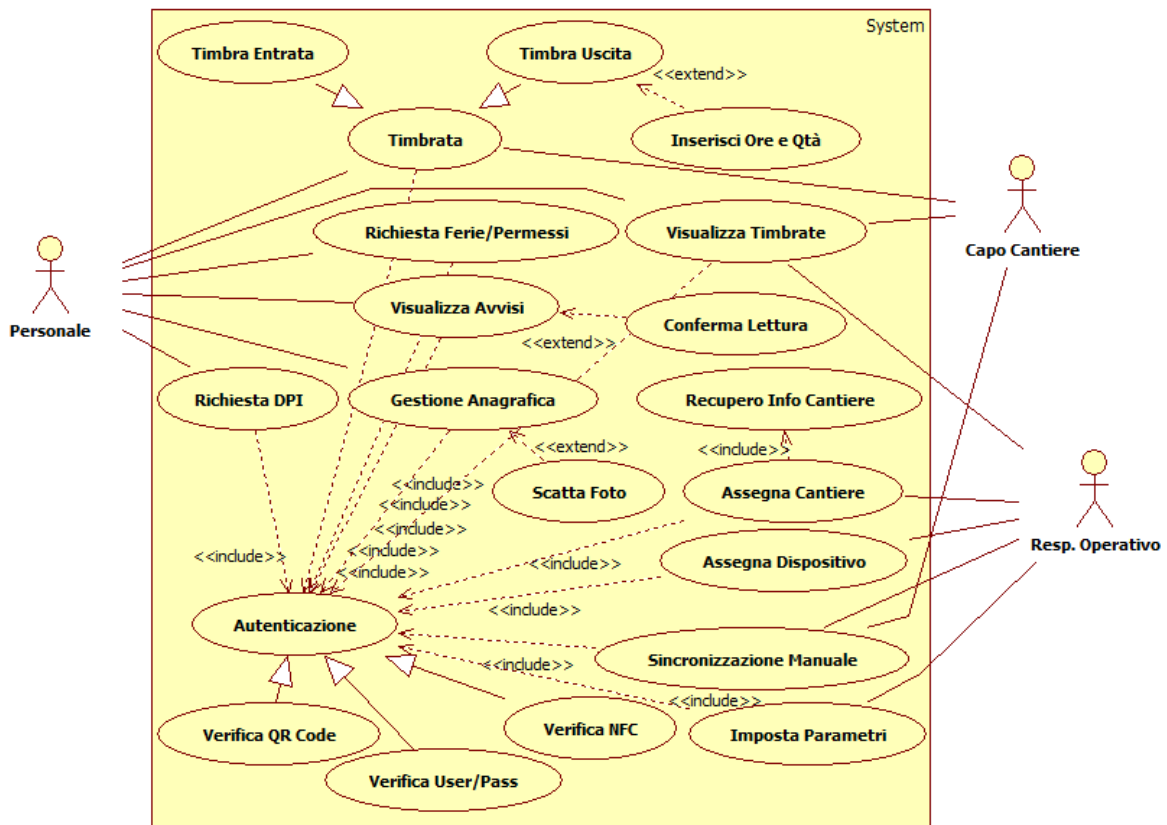 System
Timbra Entrata
Timbra Uscita
<<extend>>
Timbrata
Inserisci Ore e Qtà
Richiesta Ferie/Permessi
Visualizza Timbrate
Capo Cantiere
Visualizza Avvisi
Conferma Lettura
Personale
<<extend>>
Richiesta DPI
Gestione Anagrafica
Recupero Info Cantiere
<<extend>>
<<include>>
<<include>>
Scatta Foto
Assegna Cantiere
<<include>>
<<include>>
Resp. Operativo
<<include>>
<<include>>
<<include>>
<<include>>
Assegna Dispositivo
<<include>>
Autenticazione
Sincronizzazione Manuale
<<include>>
<<include>>
Verifica QR Code
Verifica NFC
Imposta Parametri
Verifica User/Pass